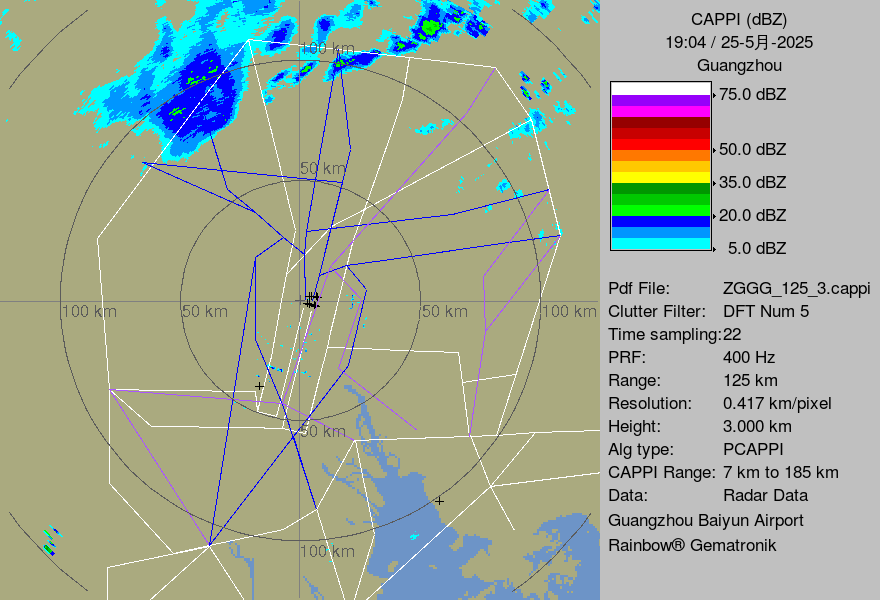 100 km
50 km
100 km
50 km
50 km
100 km
50 km
100 km
CAPPI (dBZ)
19:04 / 25-5月-2025
Guangzhou
75.0 dBZ
50.0 dBZ
35.0 dBZ
20.0 dBZ
5.0 dBZ
Pdf File: ZGGG_125_3.cappi
Clutter Filter: DFT Num 5
Time sampling:22
PRF: 400 Hz
Range: 125 km
Resolution: 0.417 km/pixel
Height: 3.000 km
Alg type: PCAPPI
CAPPI Range: 7 km to 185 km
Data: Radar Data
Guangzhou Baiyun Airport
Rainbow® Gematronik